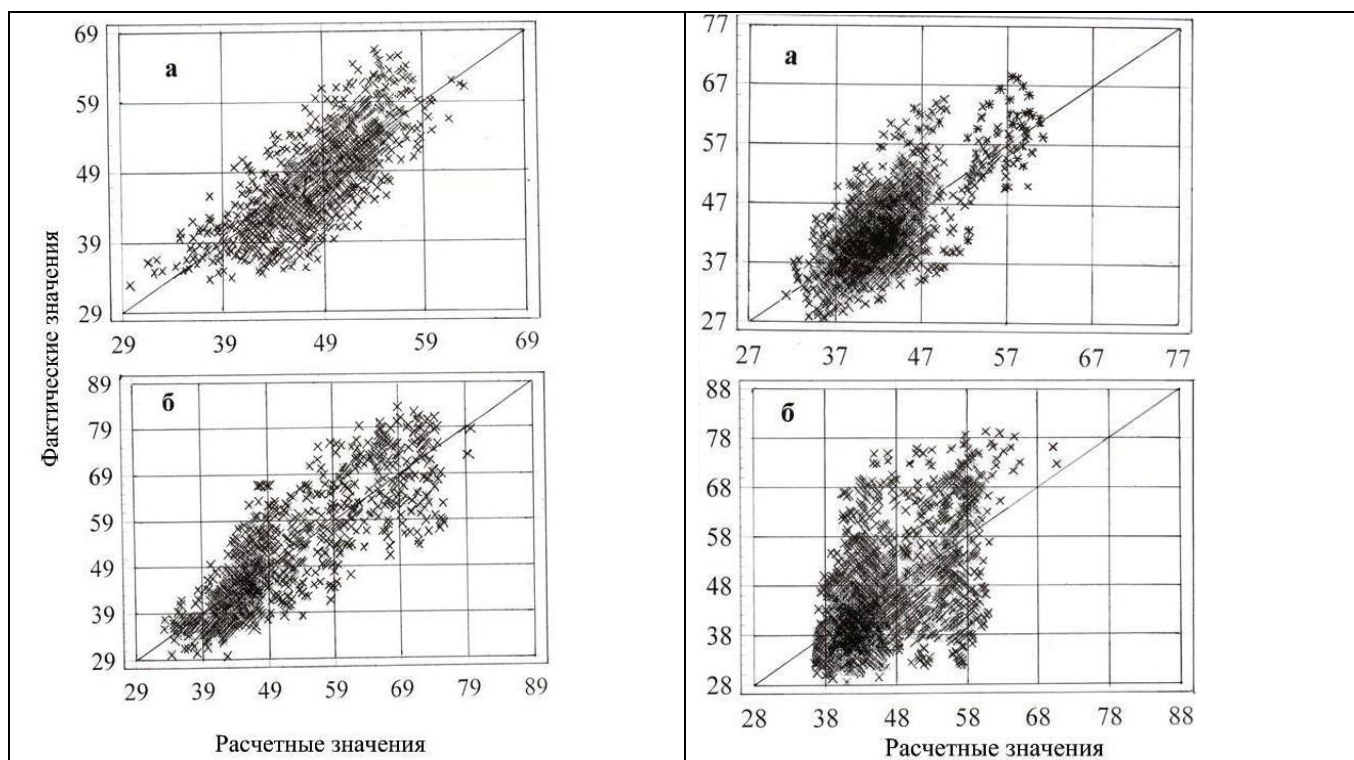 69
а
59
49
39
29
29 39 49 59 69
89
б
79
69
59
49
39
29
29 39 49 59 69 79 89
Фактические значения
Расчетные значения
77
а
67
57
47
37
27
27 37 47 57 67 77
88
б
78
68
58
48
38
28
28 38 48 58 68 78 88
Расчетные значения